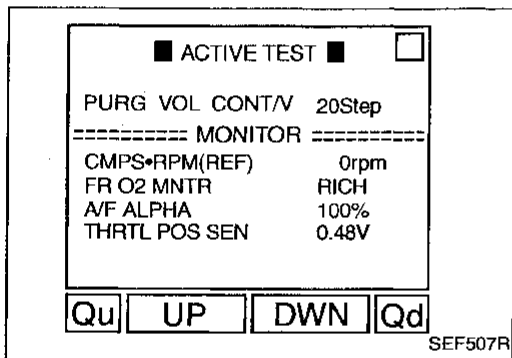 ■ ACTIVE TEST ■
PURG VOL CONT/V 20Step
========== MONITOR ==========
CMPS•RPM(REF) 0rpm
FR O2 MNTR RICH
A/F ALPHA 100%
THRTL POS SEN 0.48V
Qu UP DWN Qd
SEF507R